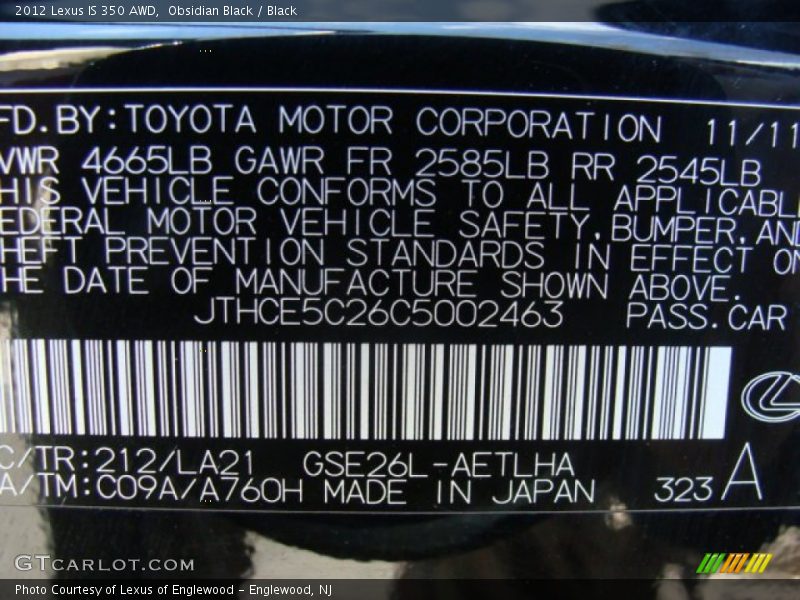 2012 Lexus IS 350 AWD,  Obsidian Black / Black
FD.BY:TOYOTA MOTOR CORPORATION 11/11
VWR 4665LB GAWR FR 2585LB RR 2545LB
HIS VEHICLE CONFORMS TO ALL APPLICABL
EDERAL MOTOR VEHICLE SAFETY,BUMPER,AND
HEFT PREVENTION STANDARDS IN EFFECT ON
HE DATE OF MANUFACTURE SHOWN ABOVE.
JTHCE5C26C5002463 PASS.CAR
C/TR:212/LA21 GSE26L-AETLHA
A/TM:C09A/A760H MADE IN JAPAN 323 A
GTCARLOT.COM
Photo Courtesy of Lexus of Englewood - Englewood, NJ